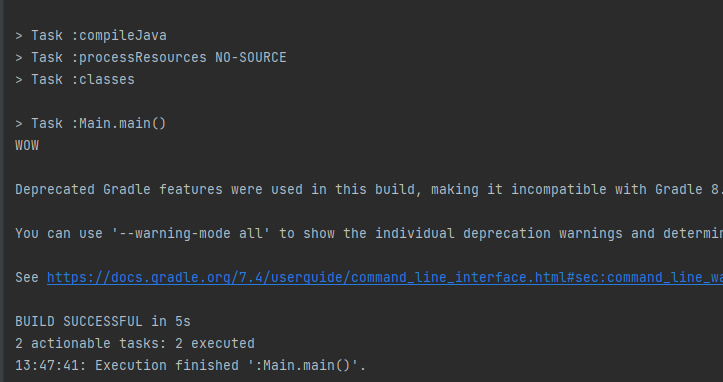 > Task :compileJava
> Task :processResources NO-SOURCE
> Task :classes
> Task :Main.main()
WOW
Deprecated Gradle features were used in this build, making it incompatible with Gradle 8.
You can use '--warning-mode all' to show the individual deprecation warnings and determin
See https://docs.gradle.org/7.4/userguide/command_line_interface.html#sec:command_line_wa
BUILD SUCCESSFUL in 5s
2 actionable tasks: 2 executed
13:47:41: Execution finished ':Main.main()'.